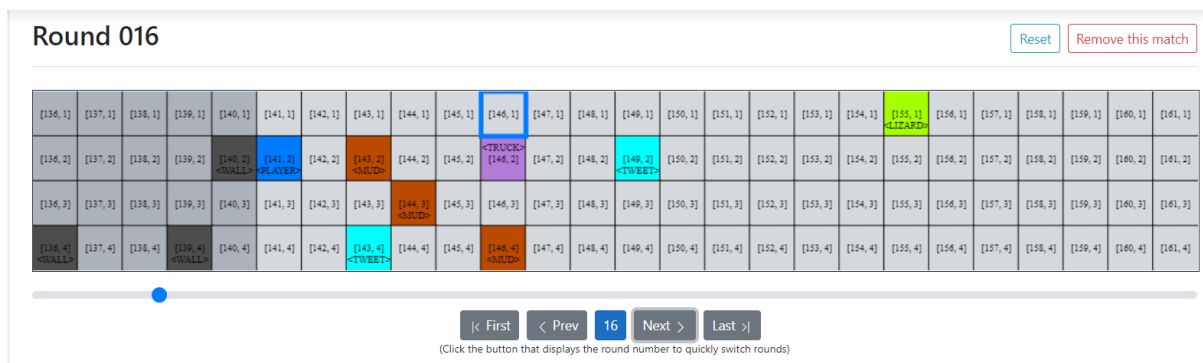 Round 016
Reset
Remove this match
[136, 1] [137, 1] [138, 1] [139, 1] [140, 1] [141, 1] [142, 1] [143, 1] [144, 1] [145, 1] [146, 1] [147, 1] [148, 1] [149, 1] [150, 1] [151, 1] [152, 1] [153, 1] [154, 1] [155, 1] [156, 1] [157, 1] [158, 1] [159, 1] [160, 1] [161, 1]
<LIZARD>
<TRUCK>
[136, 2] [137, 2] [138, 2] [139, 2] [140, 2] [141, 2] [142, 2] [143, 2] [144, 2] [145, 2] [146, 2] [147, 2] [148, 2] [149, 2] [150, 2] [151, 2] [152, 2] [153, 2] [154, 2] [155, 2] [156, 2] [157, 2] [158, 2] [159, 2] [160, 2] [161, 2]
<WALL> <PLAYER> <MUD> <TWEET>
[136, 3] [137, 3] [138, 3] [139, 3] [140, 3] [141, 3] [142, 3] [143, 3] [144, 3] [145, 3] [146, 3] [147, 3] [148, 3] [149, 3] [150, 3] [151, 3] [152, 3] [153, 3] [154, 3] [155, 3] [156, 3] [157, 3] [158, 3] [159, 3] [160, 3] [161, 3]
<MUD>
[136, 4] [137, 4] [138, 4] [139, 4] [140, 4] [141, 4] [142, 4] [143, 4] [144, 4] [145, 4] [146, 4] [147, 4] [148, 4] [149, 4] [150, 4] [151, 4] [152, 4] [153, 4] [154, 4] [155, 4] [156, 4] [157, 4] [158, 4] [159, 4] [160, 4] [161, 4]
<WALL> <WALL> <TWEET> <MUD>
|< First < Prev 16 Next > Last >|
(Click the button that displays the round number to quickly switch rounds)